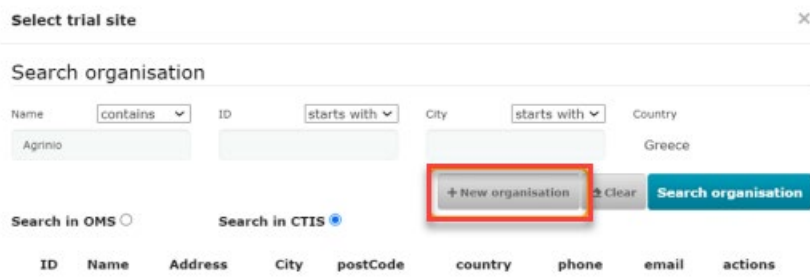 Select trial site
Search organisation
Name contains ID starts with City starts with Country
Agrinio Greece
+ New organisation Clear Search organisation
Search in OMS Search in CTIS
ID Name Address City postCode country phone email actions